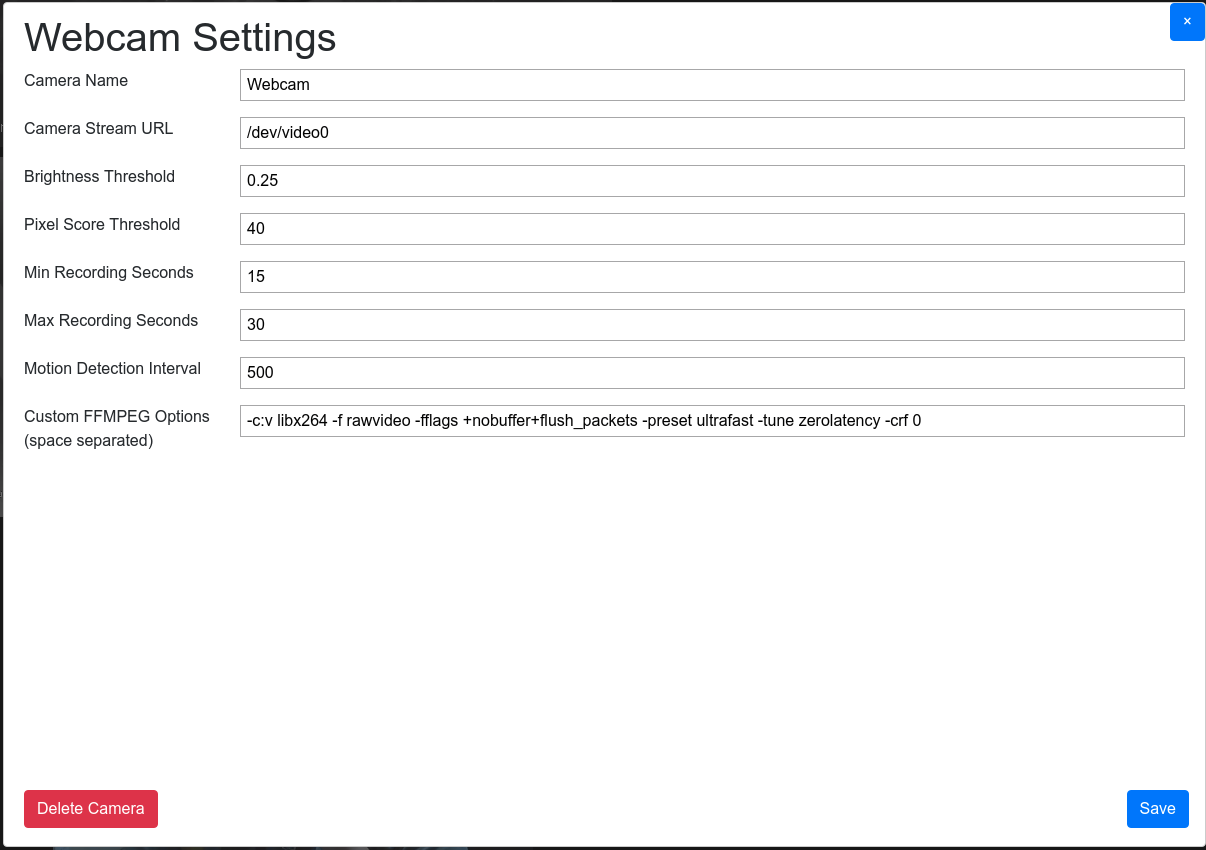 Webcam Settings
×
Camera Name
Webcam
Camera Stream URL
/dev/video0
Brightness Threshold
0.25
Pixel Score Threshold
40
Min Recording Seconds
15
Max Recording Seconds
30
Motion Detection Interval
500
Custom FFMPEG Options
(space separated)
-c:v libx264 -f rawvideo -fflags +nobuffer+flush_packets -preset ultrafast -tune zerolatency -crf 0
Delete Camera
Save